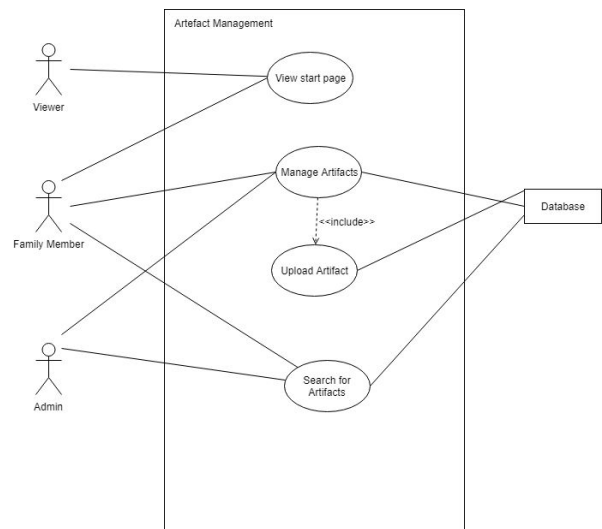 Artefact Management
View start page
Viewer
Manage Artifacts
Database
<<include>>
Family Member
Upload Artifact
Search for
Artifacts
Admin